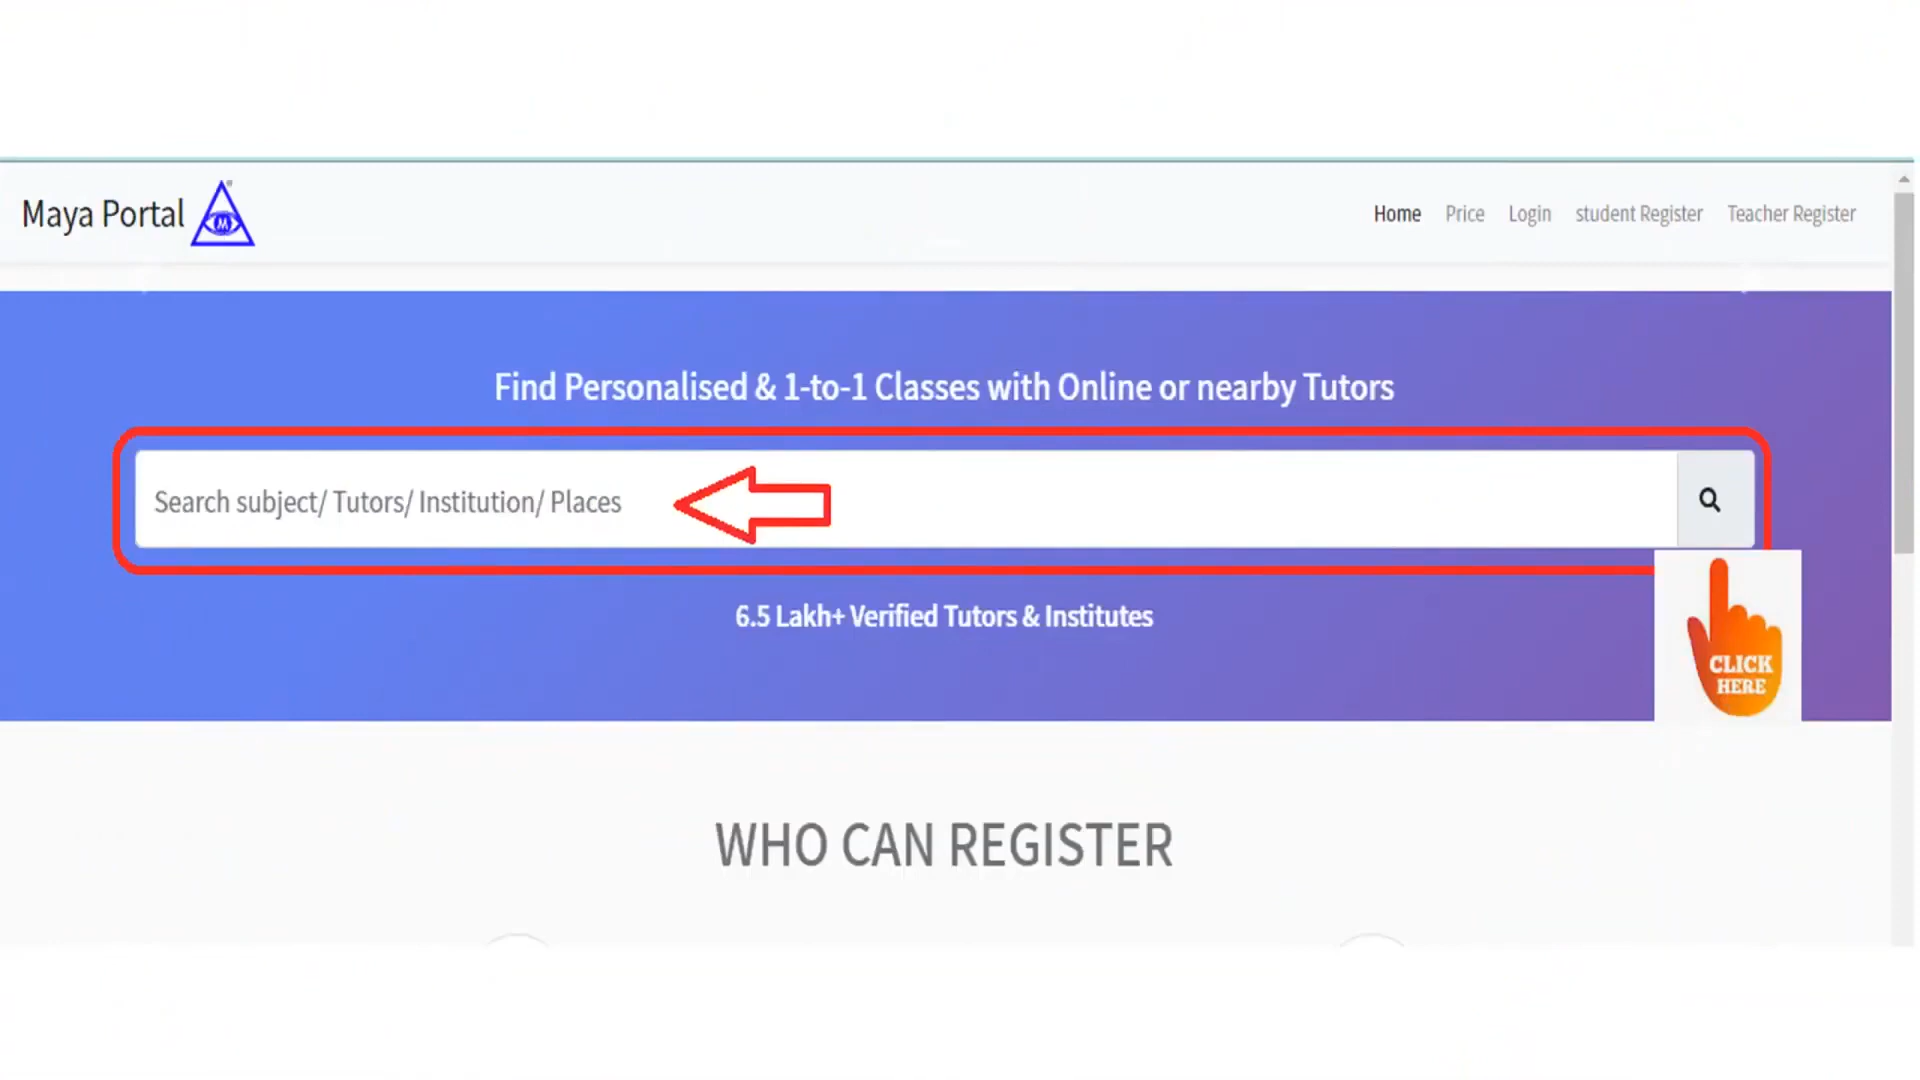 Maya Portal
M
Home Price Login student Register Teacher Register
Find Personalised & 1-to-1 Classes with Online or nearby Tutors
Search subject/ Tutors/ Institution/ Places
6.5 Lakh+ Verified Tutors & Institutes
CLICK
HERE
WHO CAN REGISTER